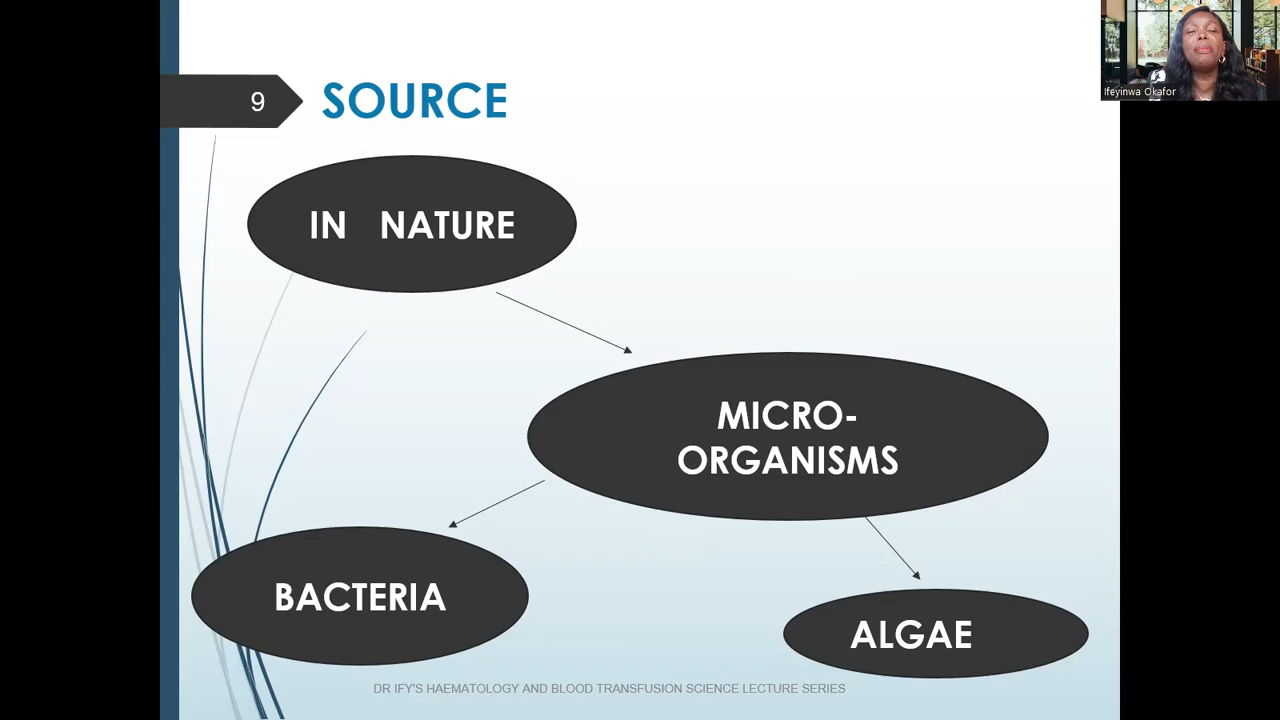 9
SOURCE
Ifeyinwa Okafor
IN NATURE
MICRO-
ORGANISMS
BACTERIA
ALGAE
DR IFY'S HAEMATOLOGY AND BLOOD TRANSFUSION SCIENCE LECTURE SERIES